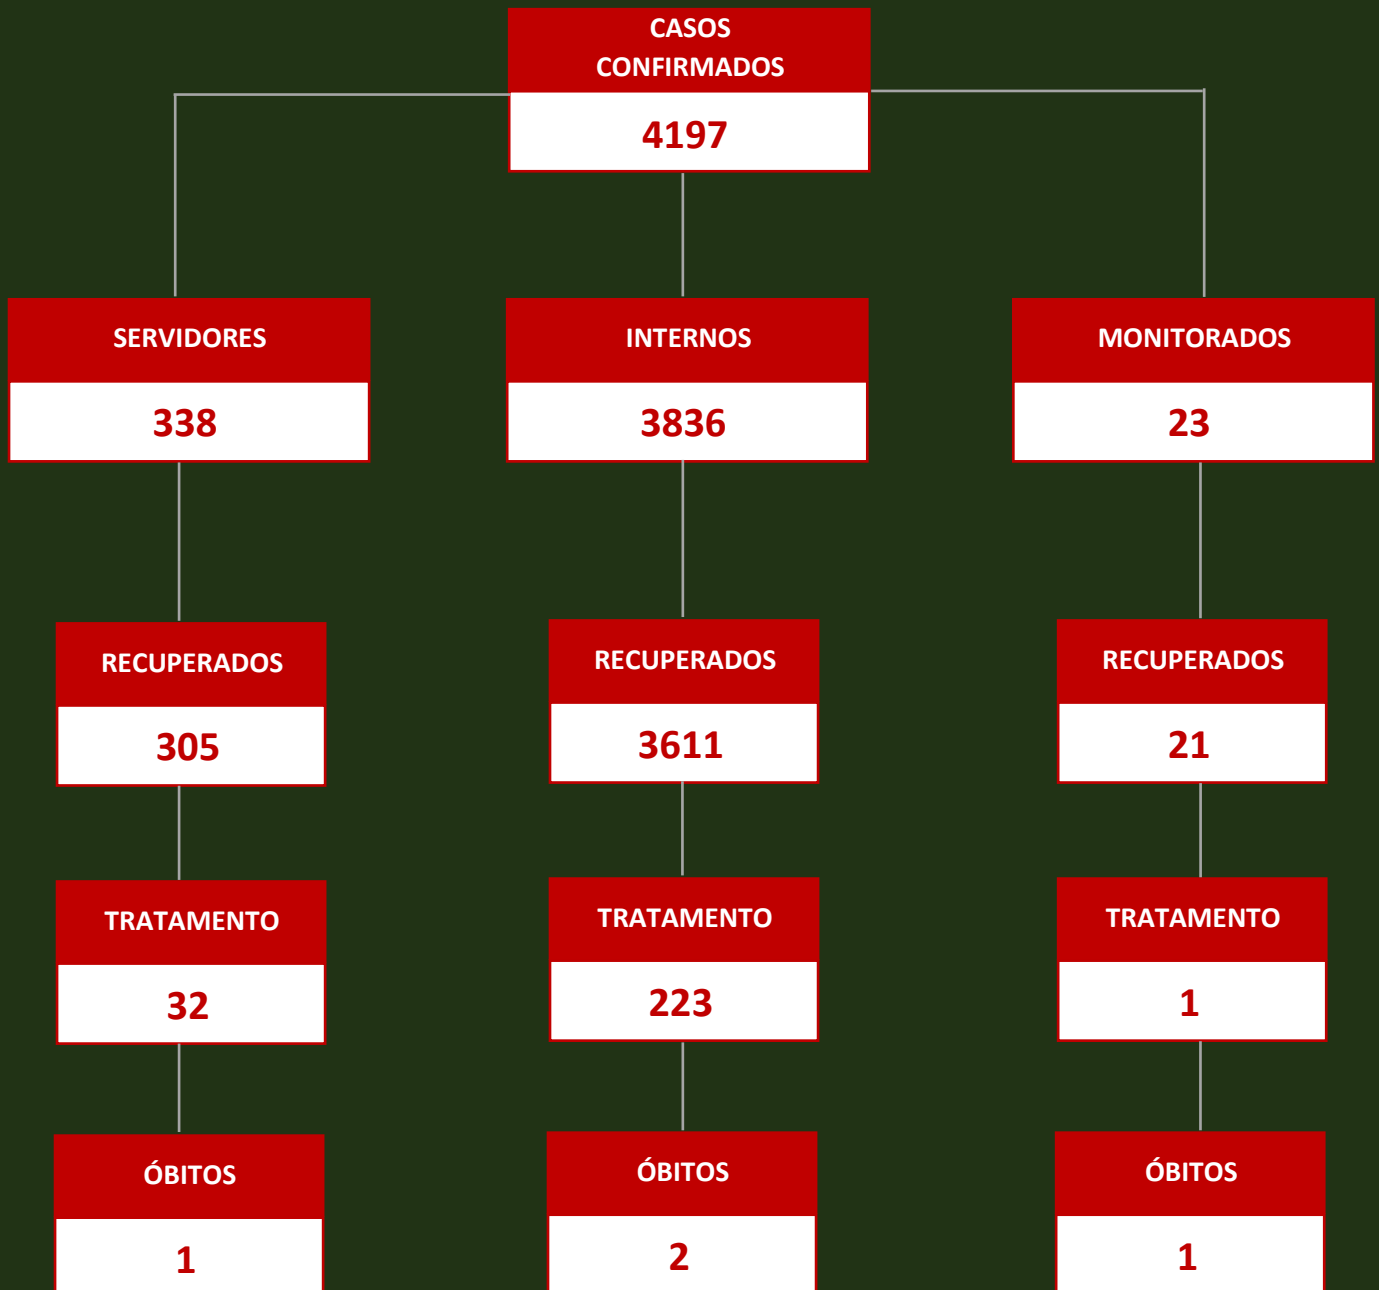 CASOS
CONFIRMADOS
4197
SERVIDORES
338
INTERNOS
3836
MONITORADOS
23
RECUPERADOS
305
RECUPERADOS
3611
RECUPERADOS
21
TRATAMENTO
32
TRATAMENTO
223
TRATAMENTO
1
ÓBITOS
1
ÓBITOS
2
ÓBITOS
1